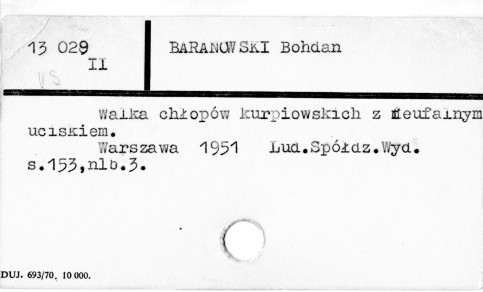 13 029
II
VS
BARANOWSKI Bohdan
Walka chłopów kurpiowskich z feufalnym
uciskiem.
Warszawa 1951 Lud.Spółdz.Wyd.
s.153,nlb.3.
DUJ. 693/70. 10 000.